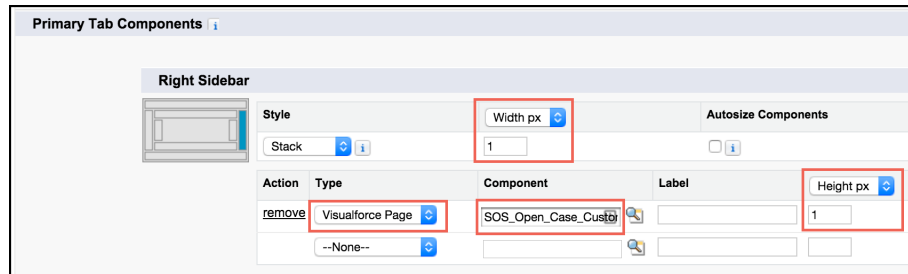 Primary Tab Components i
Right Sidebar
Style Width px Autosize Components
Stack i 1 i
Action Type Component Label Height px
remove Visualforce Page SOS_Open_Case_Custor 1
--None--